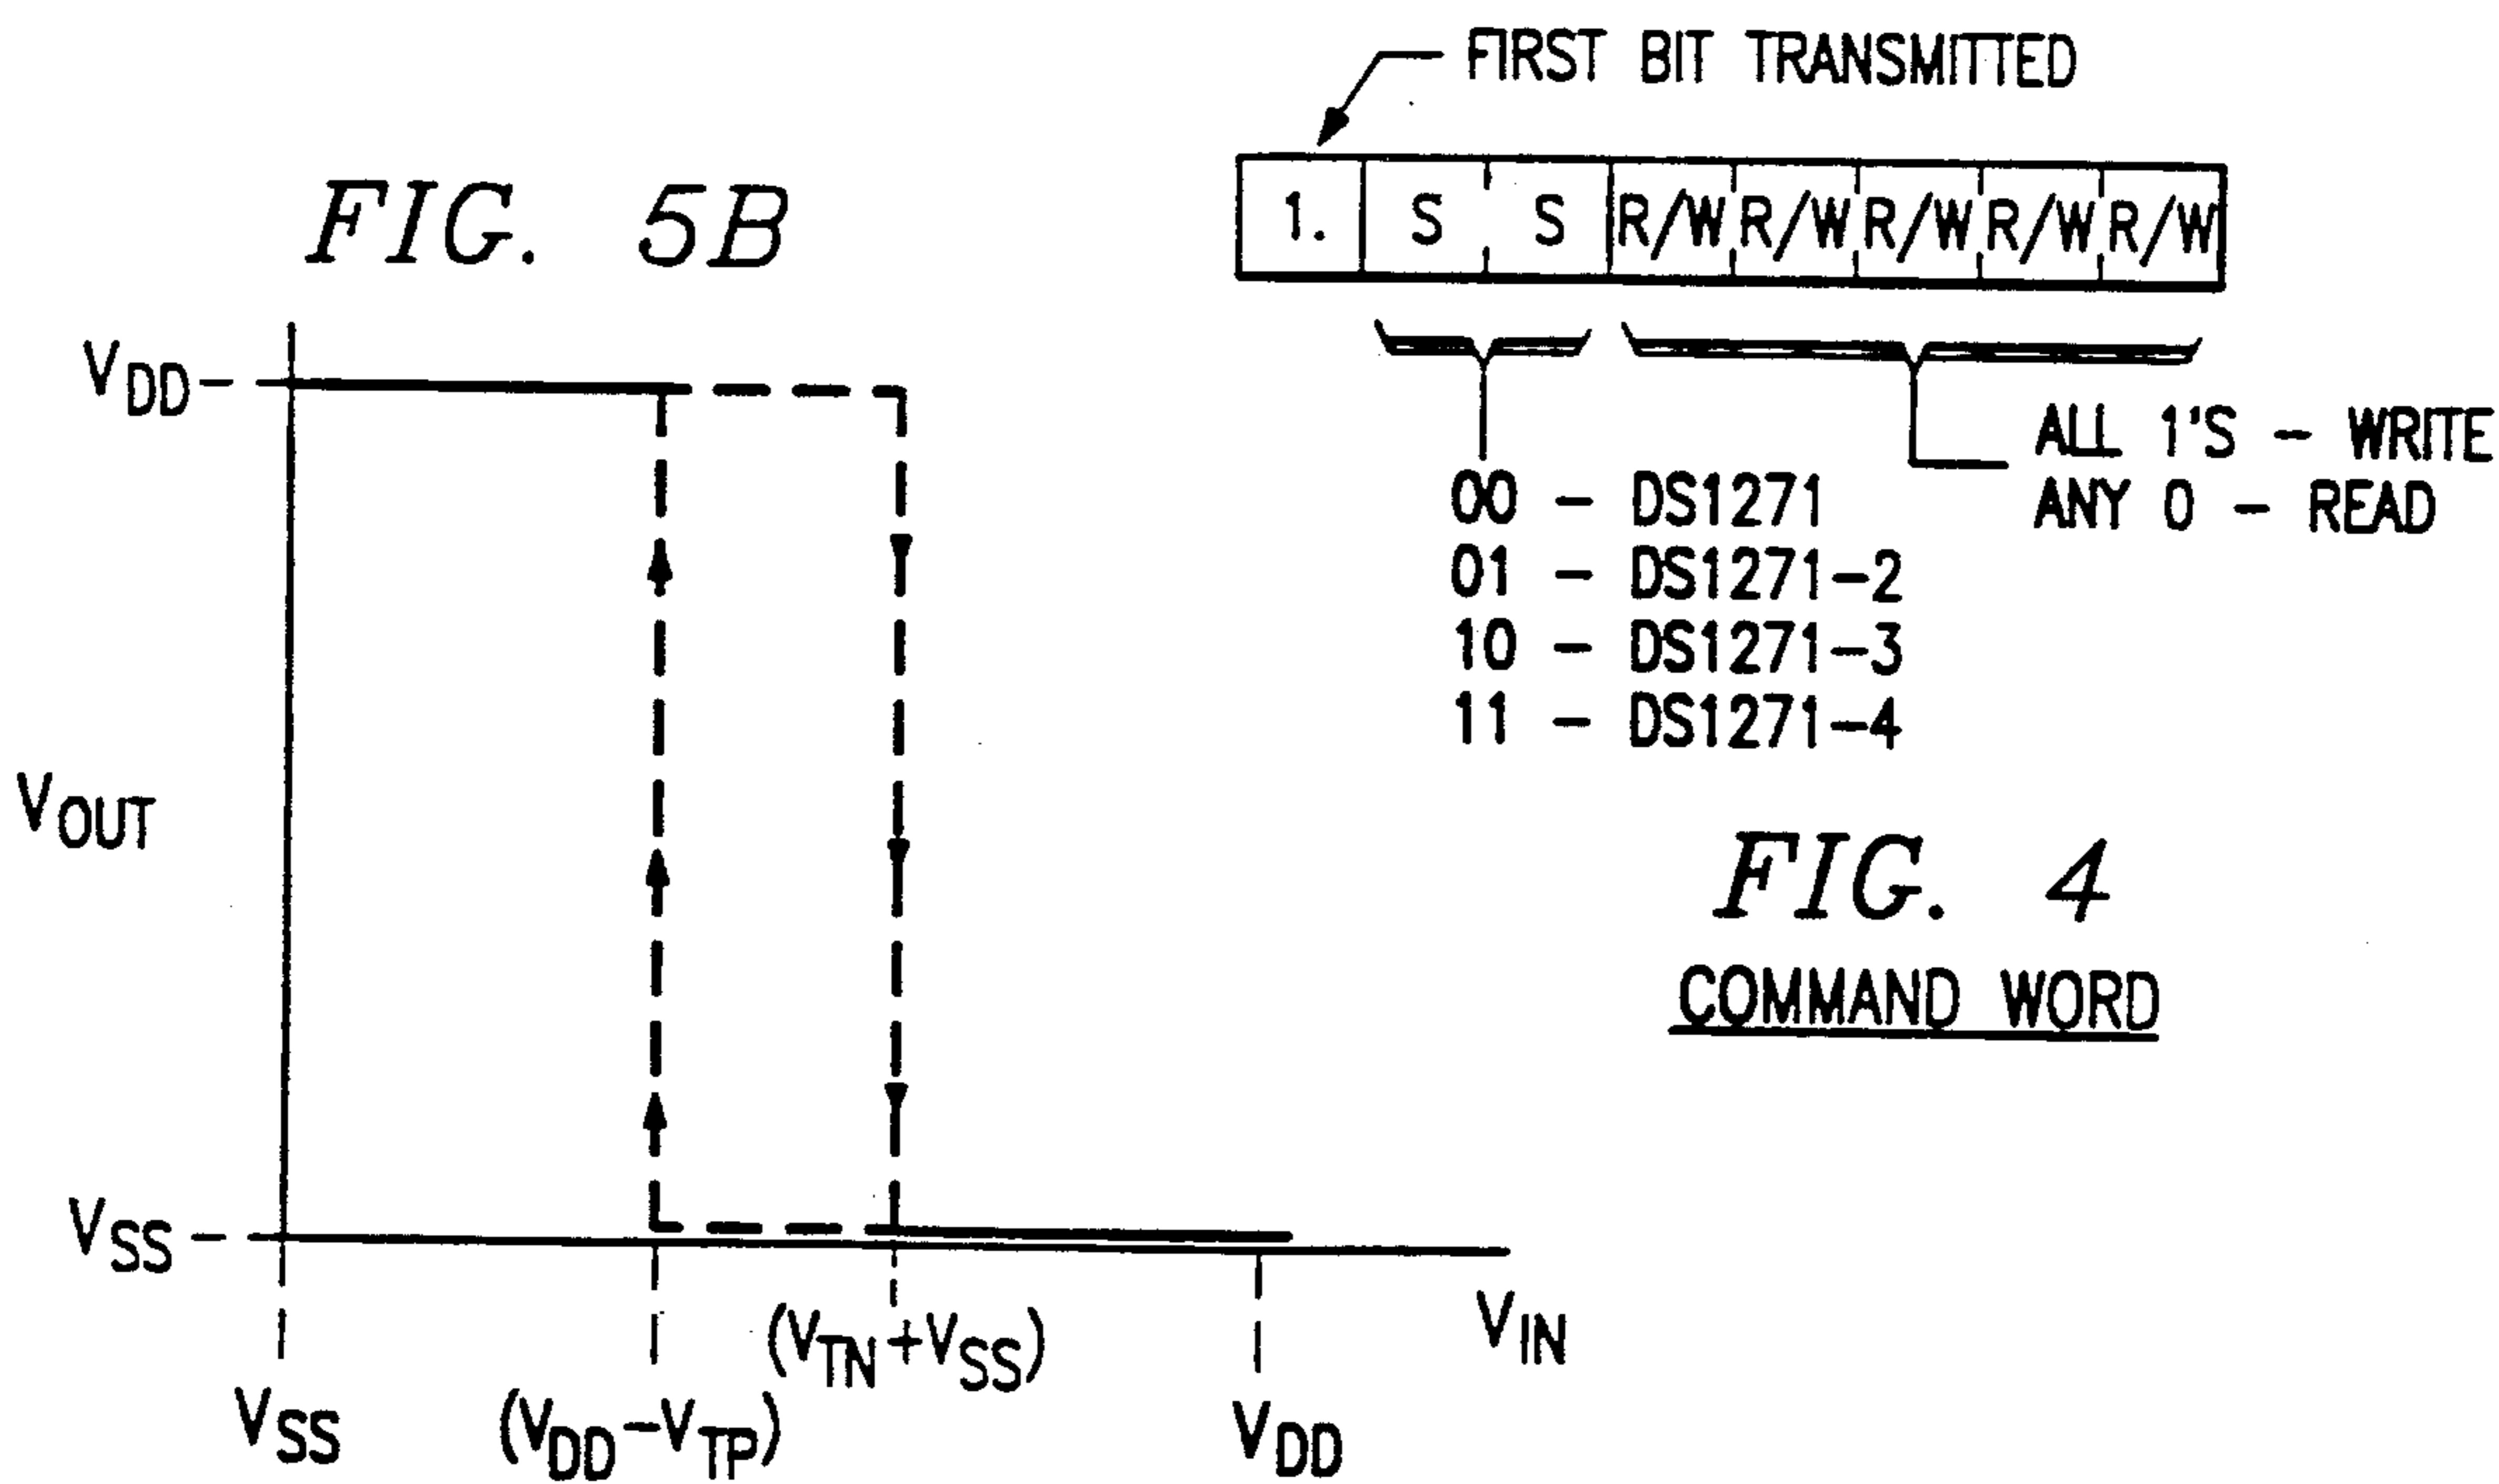 FIG. 5B
VDD
VOUT
VSS
VSS
(VDD-VTP)
(VTN+VSS)
VDD
VIN
FIRST BIT TRANSMITTED
1. S S R/W R/W R/W R/W R/W
00 - DS1271
01 - DS1271-2
10 - DS1271-3
11 - DS1271-4
ALL 1'S - WRITE
ANY 0 - READ
FIG. 4
COMMAND WORD